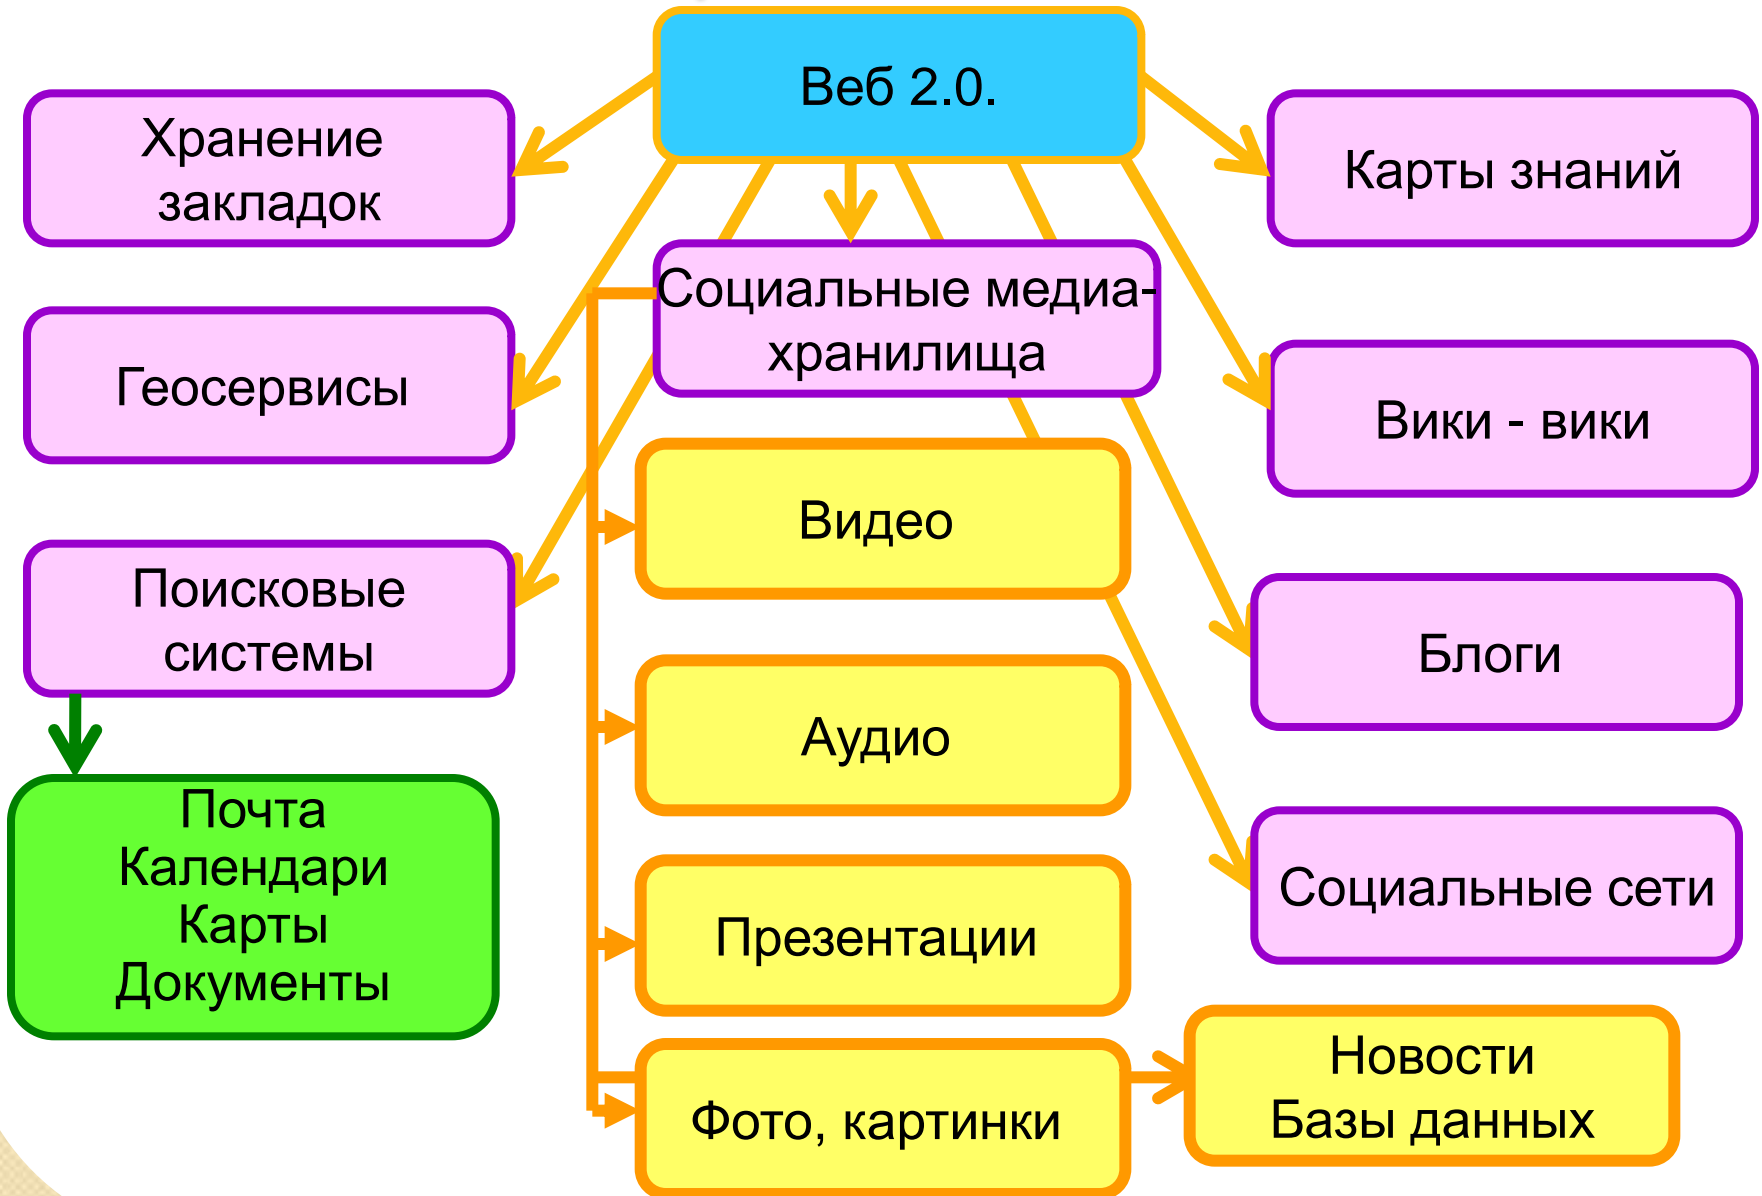 Веб 2.0.
Хранение
закладок
Карты знаний
Социальные медиа-
хранилища
Геосервисы
Вики - вики
Видео
Поисковые
системы
Блоги
Аудио
Почта
Календари
Карты
Документы
Социальные сети
Презентации
Новости
Базы данных
Фото, картинки